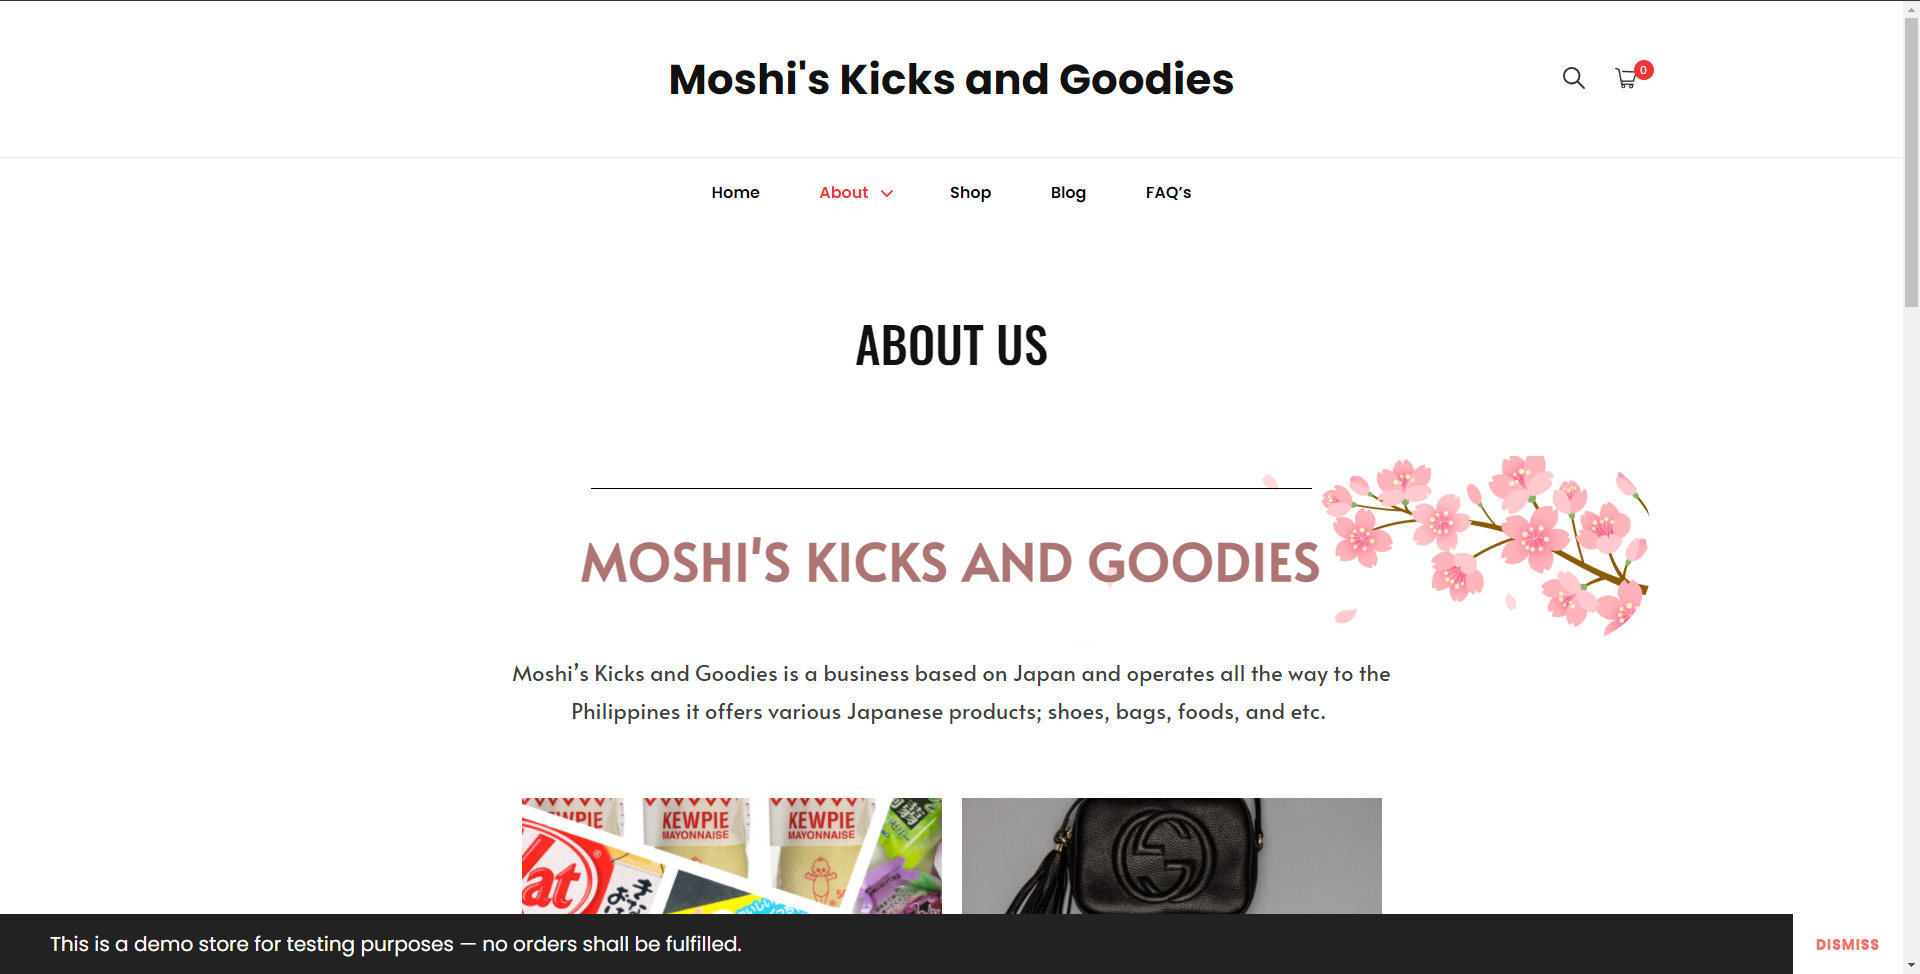 Moshi's Kicks and Goodies
0
Home
About
Shop
Blog
FAQ's
ABOUT US
MOSHI'S KICKS AND GOODIES
Moshi's Kicks and Goodies is a business based on Japan and operates all the way to the
Philippines it offers various Japanese products; shoes, bags, foods, and etc.
KEWPIE
MAYONNAISE
KEWPIE
MAYONNAISE
This is a demo store for testing purposes — no orders shall be fulfilled.
DISMISS